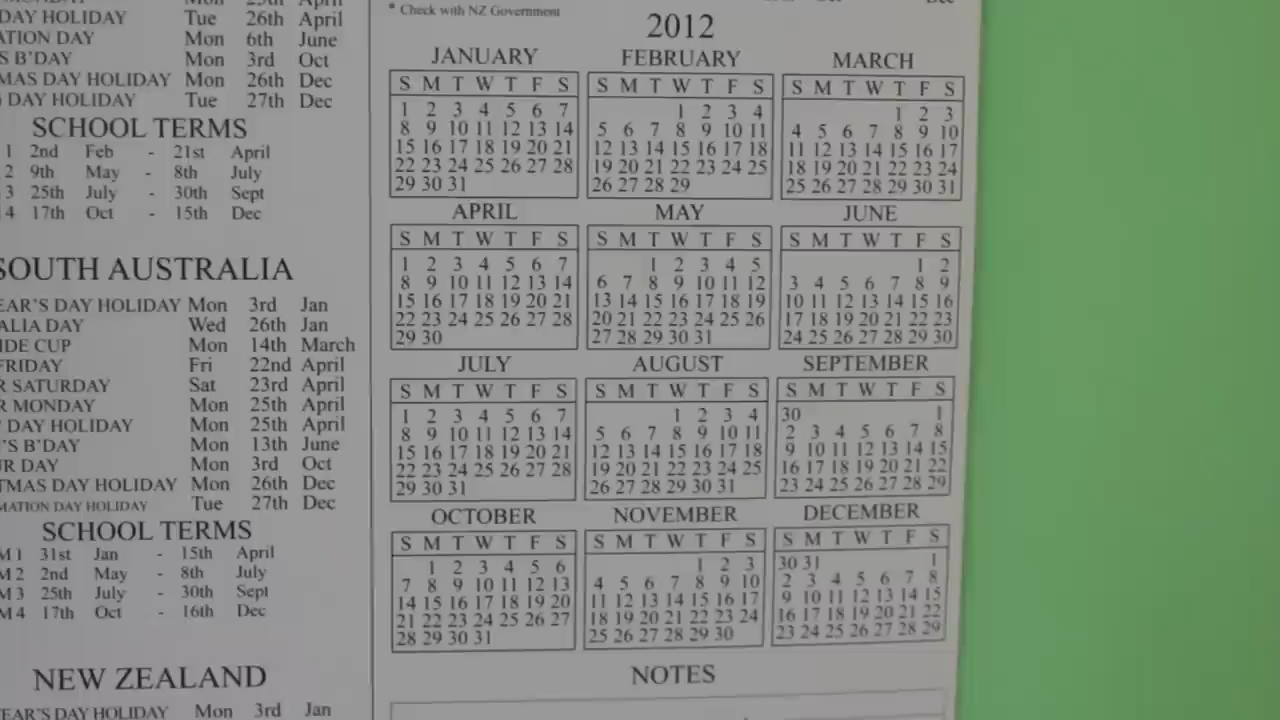 April
DAY HOLIDAY Tue 26th April
ATION DAY Mon 6th June
S B'DAY Mon 3rd Oct
MAS DAY HOLIDAY Mon 26th Dec
DAY HOLIDAY Tue 27th Dec
SCHOOL TERMS
1 2nd Feb - 21st April
2 9th May - 8th July
3 25th July - 30th Sept
4 17th Oct - 15th Dec
SOUTH AUSTRALIA
EAR'S DAY HOLIDAY Mon 3rd Jan
ALIA DAY Wed 26th Jan
IDE CUP Mon 14th March
FRIDAY Fri 22nd April
R SATURDAY Sat 23rd April
R MONDAY Mon 25th April
DAY HOLIDAY Mon 25th April
'S B'DAY Mon 13th June
UR DAY Mon 3rd Oct
TMAS DAY HOLIDAY Mon 26th Dec
MATION DAY HOLIDAY Tue 27th Dec
SCHOOL TERMS
M 1 31st Jan - 15th April
M 2 2nd May - 8th July
M 3 25th July - 30th Sept
M 4 17th Oct - 16th Dec
NEW ZEALAND
EAR'S DAY HOLIDAY Mon 3rd Jan
* Check with NZ Government
2012
JANUARY
S M T W T F S
1 2 3 4 5 6 7
8 9 10 11 12 13 14
15 16 17 18 19 20 21
22 23 24 25 26 27 28
29 30 31
FEBRUARY
S M T W T F S
1 2 3 4
5 6 7 8 9 10 11
12 13 14 15 16 17 18
19 20 21 22 23 24 25
26 27 28 29
MARCH
S M T W T F S
1 2 3
4 5 6 7 8 9 10
11 12 13 14 15 16 17
18 19 20 21 22 23 24
25 26 27 28 29 30 31
APRIL
S M T W T F S
1 2 3 4 5 6 7
8 9 10 11 12 13 14
15 16 17 18 19 20 21
22 23 24 25 26 27 28
29 30
MAY
S M T W T F S
1 2 3 4 5
6 7 8 9 10 11 12
13 14 15 16 17 18 19
20 21 22 23 24 25 26
27 28 29 30 31
JUNE
S M T W T F S
1 2
3 4 5 6 7 8 9
10 11 12 13 14 15 16
17 18 19 20 21 22 23
24 25 26 27 28 29 30
JULY
S M T W T F S
1 2 3 4 5 6 7
8 9 10 11 12 13 14
15 16 17 18 19 20 21
22 23 24 25 26 27 28
29 30 31
AUGUST
S M T W T F S
1 2 3 4
5 6 7 8 9 10 11
12 13 14 15 16 17 18
19 20 21 22 23 24 25
26 27 28 29 30 31
SEPTEMBER
S M T W T F S
30 1
2 3 4 5 6 7 8
9 10 11 12 13 14 15
16 17 18 19 20 21 22
23 24 25 26 27 28 29
OCTOBER
S M T W T F S
1 2 3 4 5 6
7 8 9 10 11 12 13
14 15 16 17 18 19 20
21 22 23 24 25 26 27
28 29 30 31
NOVEMBER
S M T W T F S
1 2 3
4 5 6 7 8 9 10
11 12 13 14 15 16 17
18 19 20 21 22 23 24
25 26 27 28 29 30
DECEMBER
S M T W T F S
30 31 1
2 3 4 5 6 7 8
9 10 11 12 13 14 15
16 17 18 19 20 21 22
23 24 25 26 27 28 29
NOTES